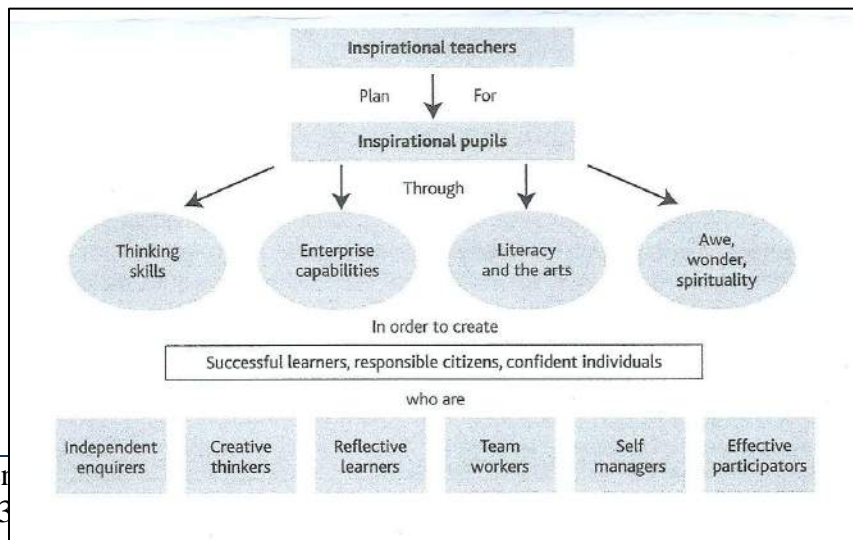 Inspirational teachers
Plan For
Inspirational pupils
Through
Thinking
skills
Enterprise
capabilities
Literacy
and the arts
Awe,
wonder,
spirituality
In order to create
Successful learners, responsible citizens, confident individuals
who are
Independent
enquirers
Creative
thinkers
Reflective
learners
Team
workers
Self
managers
Effective
participators
3